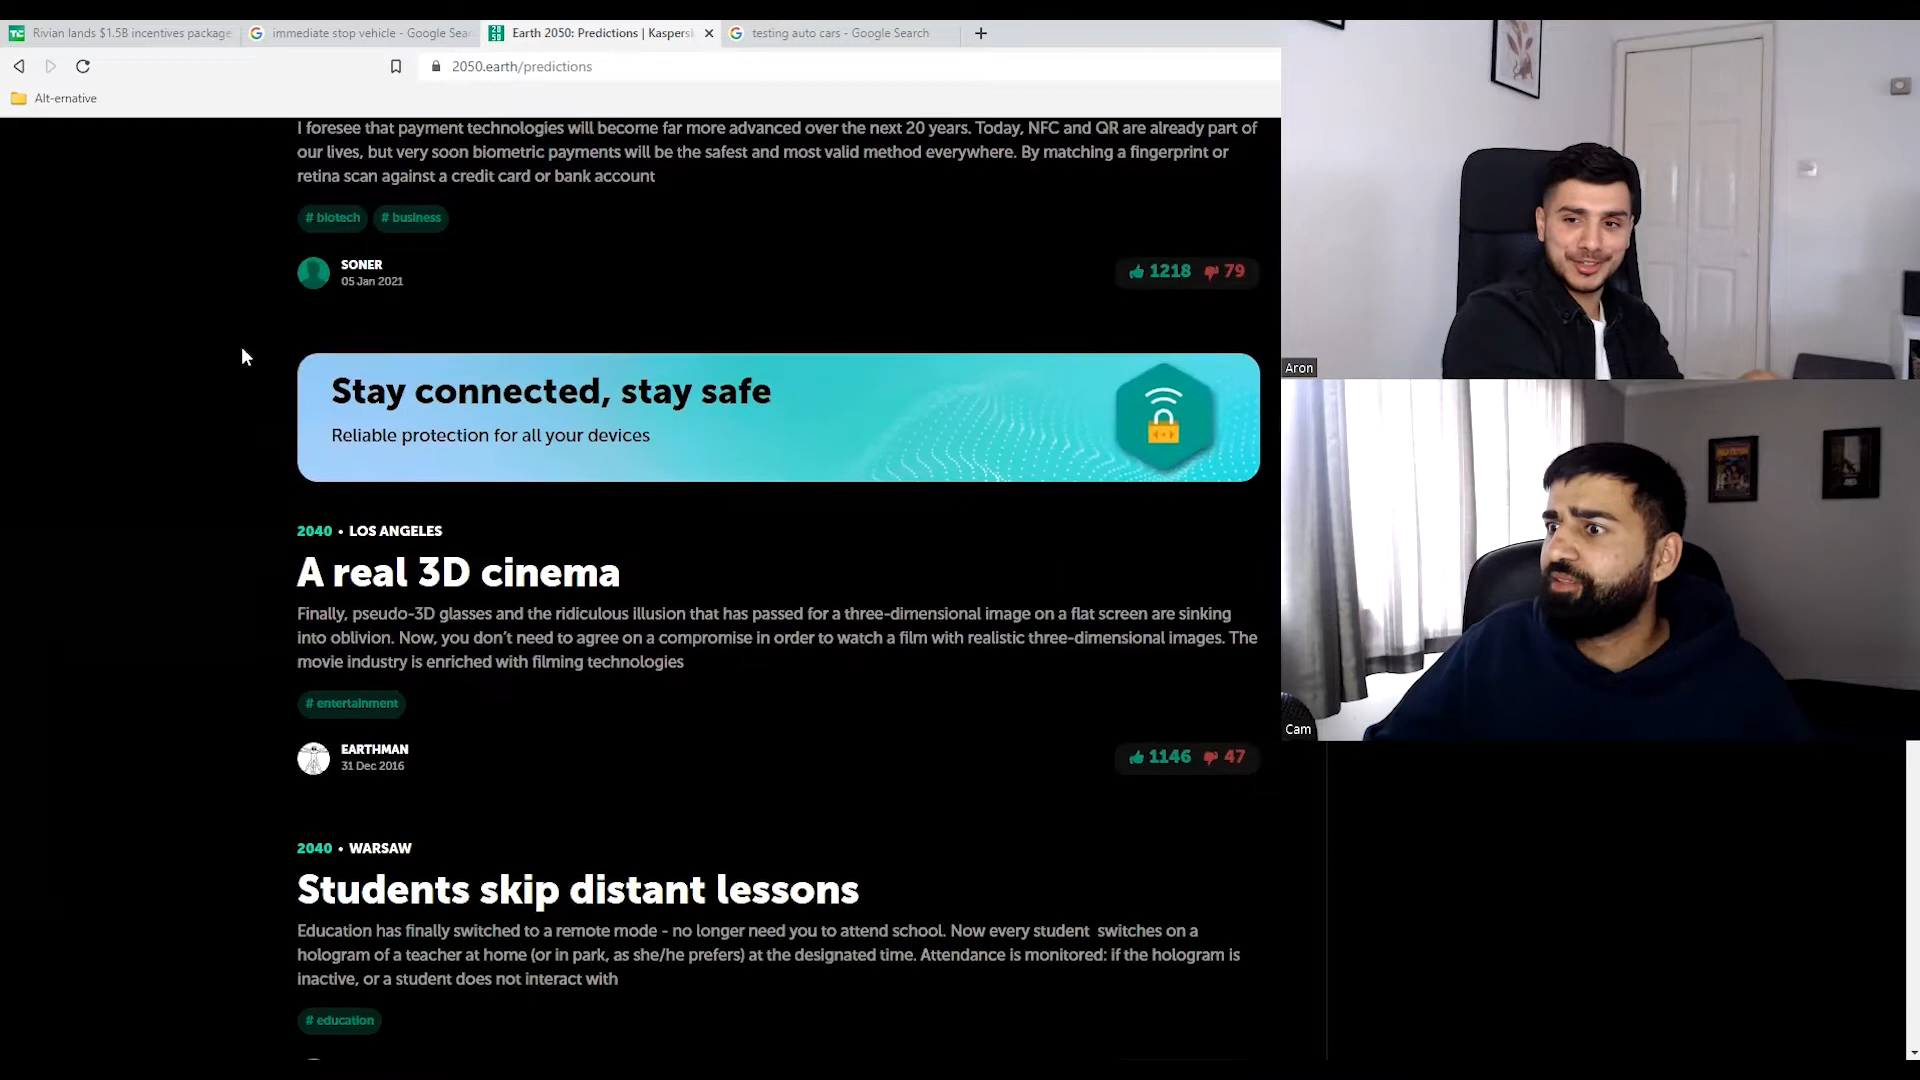 Rivian lands $1.5B incentives package
immediate stop vehicle - Google Sear
Earth 2050: Predictions | Kaspersk
testing auto cars - Google Search
2050.earth/predictions
Alt-ernative
I foresee that payment technologies will become far more advanced over the next 20 years. Today, NFC and QR are already part of
our lives, but very soon biometric payments will be the safest and most valid method everywhere. By matching a fingerprint or
retina scan against a credit card or bank account
# biotech # business
SONER
05 Jan 2021
1218 79
Stay connected, stay safe
Reliable protection for all your devices
2040 • LOS ANGELES
A real 3D cinema
Finally, pseudo-3D glasses and the ridiculous illusion that has passed for a three-dimensional image on a flat screen are sinking
into oblivion. Now, you don't need to agree on a compromise in order to watch a film with realistic three-dimensional images. The
movie industry is enriched with filming technologies
# entertainment
EARTHMAN
31 Dec 2016
1146 47
2040 • WARSAW
Students skip distant lessons
Education has finally switched to a remote mode - no longer need you to attend school. Now every student switches on a
hologram of a teacher at home (or in park, as she/he prefers) at the designated time. Attendance is monitored: if the hologram is
inactive, or a student does not interact with
# education
Aron
Cam